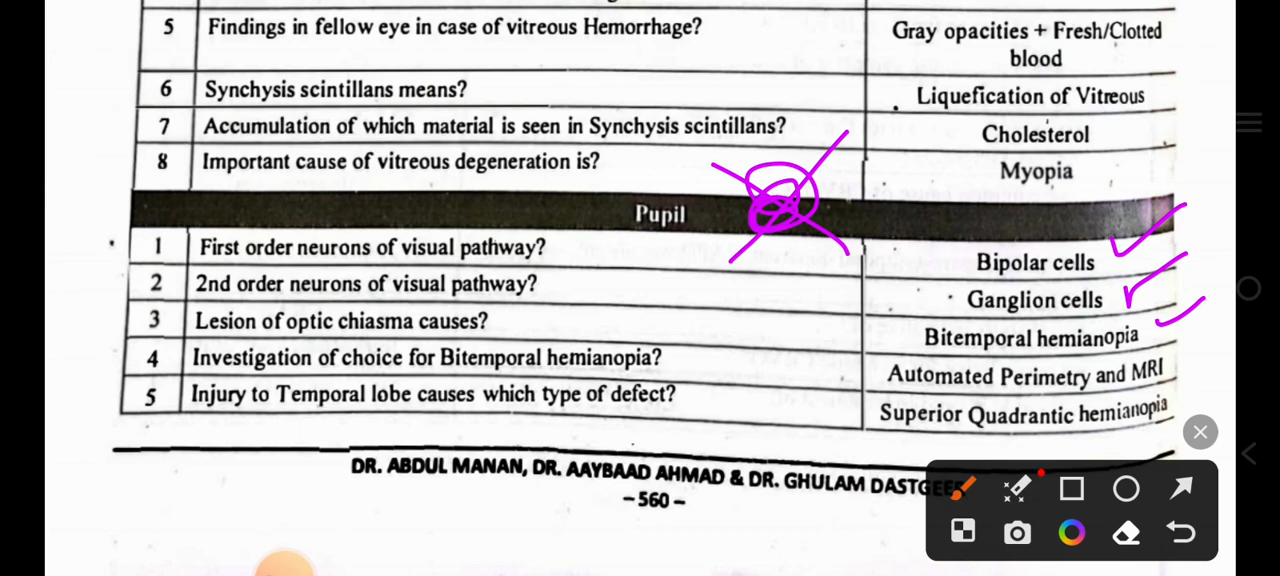 5 Findings in fellow eye in case of vitreous Hemorrhage? Gray opacities + Fresh/Clotted
blood
6 Synchysis scintillans means? Liquefication of Vitreous
7 Accumulation of which material is seen in Synchysis scintillans? Cholesterol
8 Important cause of vitreous degeneration is? Myopia
Pupil
1 First order neurons of visual pathway? Bipolar cells
2 2nd order neurons of visual pathway? Ganglion cells
3 Lesion of optic chiasma causes? Bitemporal hemianopia
4 Investigation of choice for Bitemporal hemianopia? Automated Perimetry and MRI
5 Injury to Temporal lobe causes which type of defect? Superior Quadrantic hemianopia
DR. ABDUL MANAN, DR. AAYBAAD AHMAD & DR. GHULAM
–560–